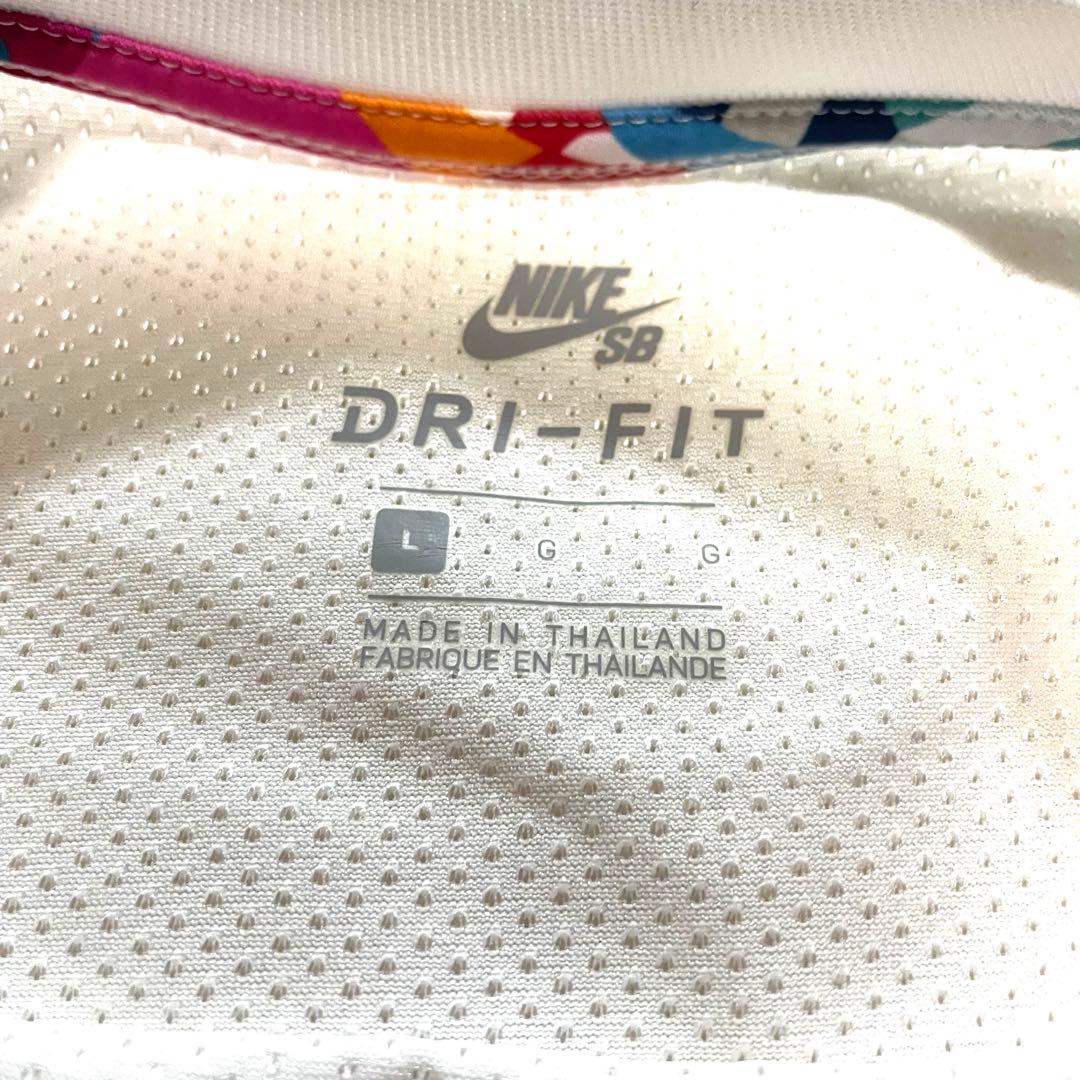 NIKE
SB
DRI-FIT
L G G
MADE IN THAILAND
FABRIQUE EN THAILANDE